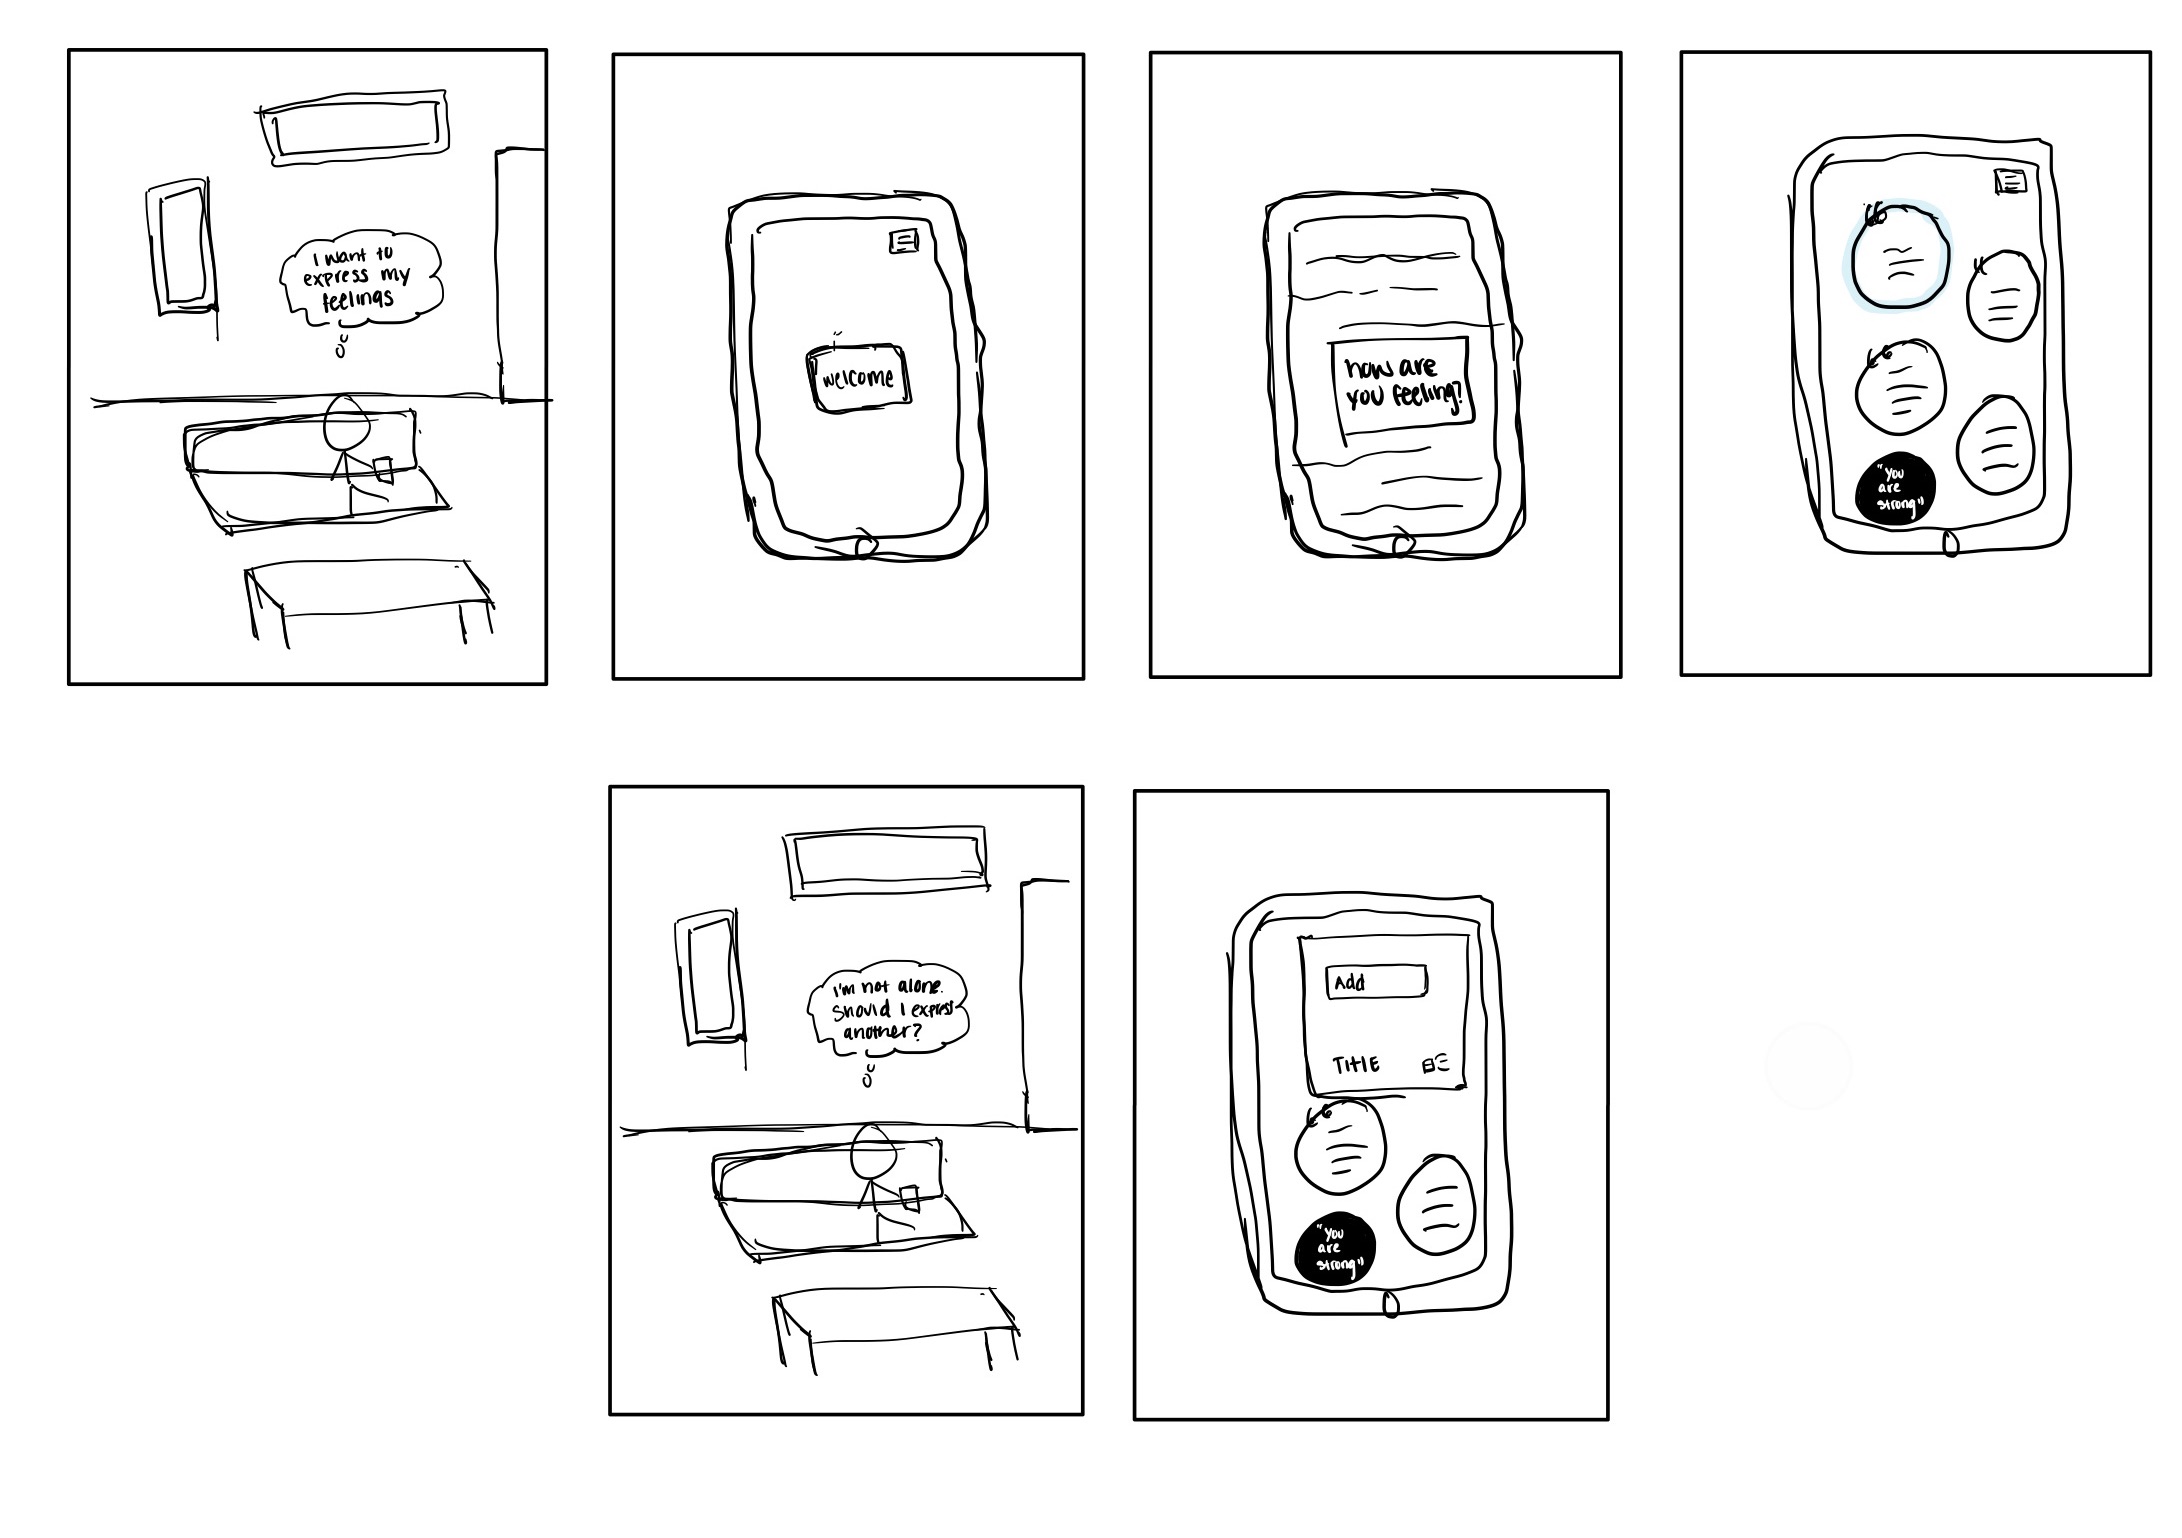 I want to
express my
feelings
welcome
how are
you feeling?
"You
are
strong"
I'm not alone.
Should I express
another?
Add
Title
"You
are
strong"